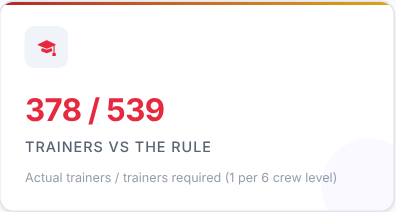 378 / 539
TRAINERS VS THE RULE
Actual trainers / trainers required (1 per 6 crew level)